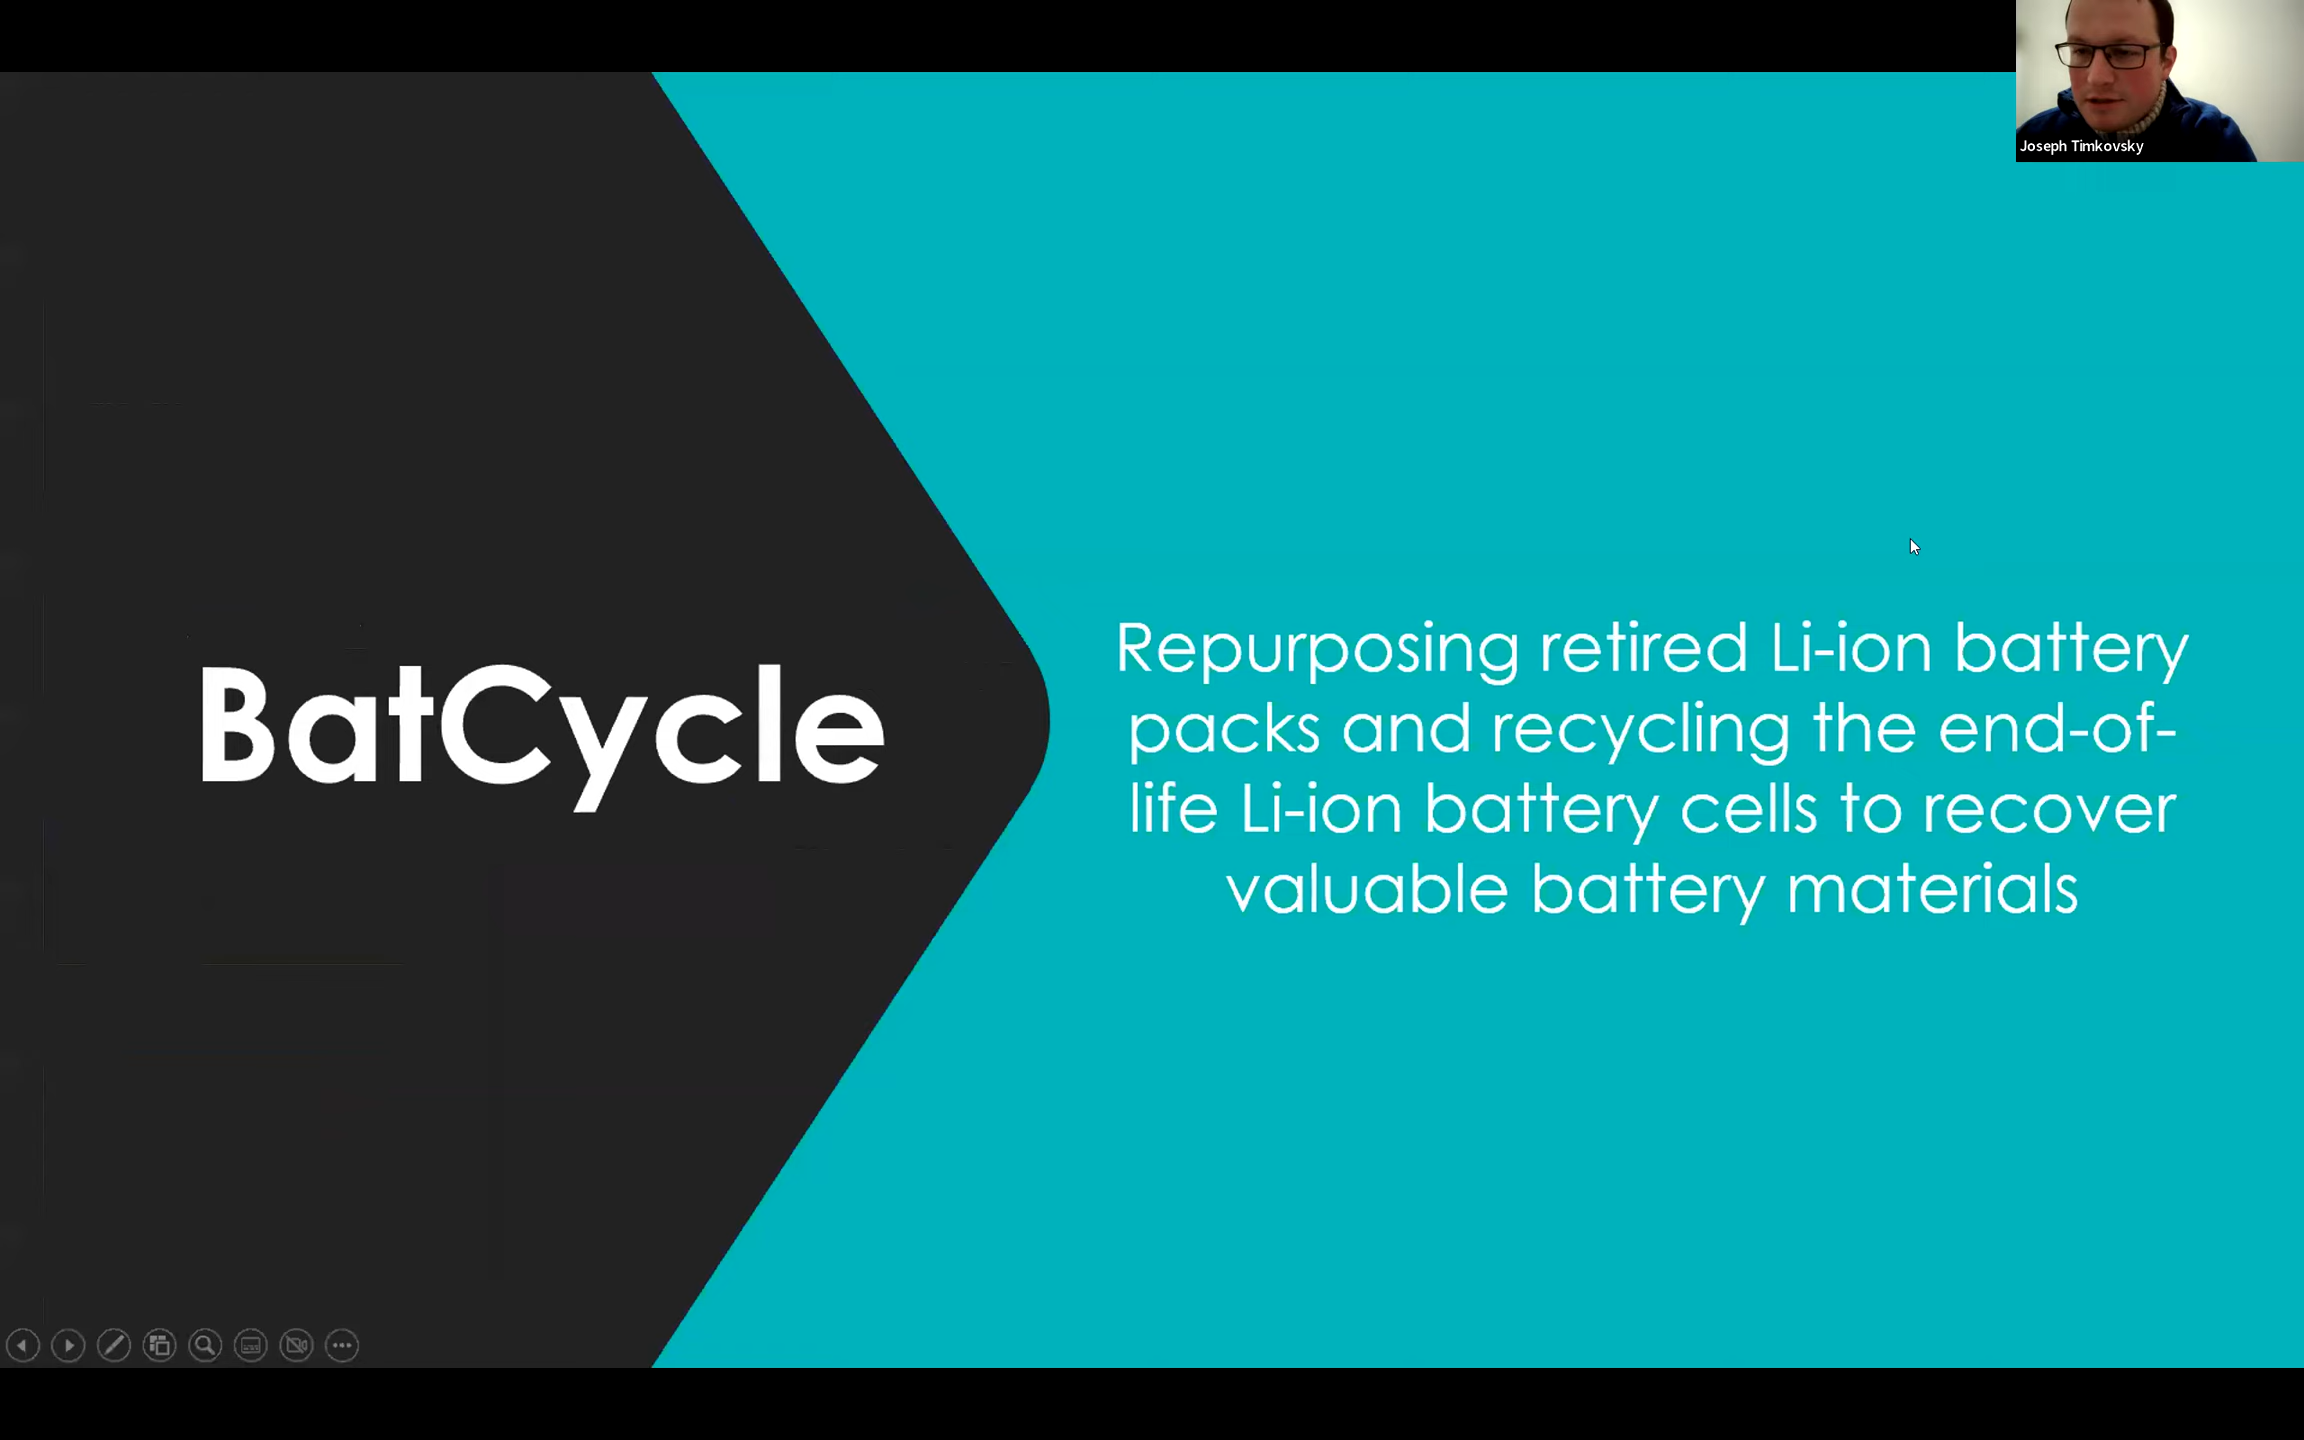 Joseph Timkovsky
BatCycle
Repurposing retired Li-ion battery
packs and recycling the end-of-
life Li-ion battery cells to recover
valuable battery materials